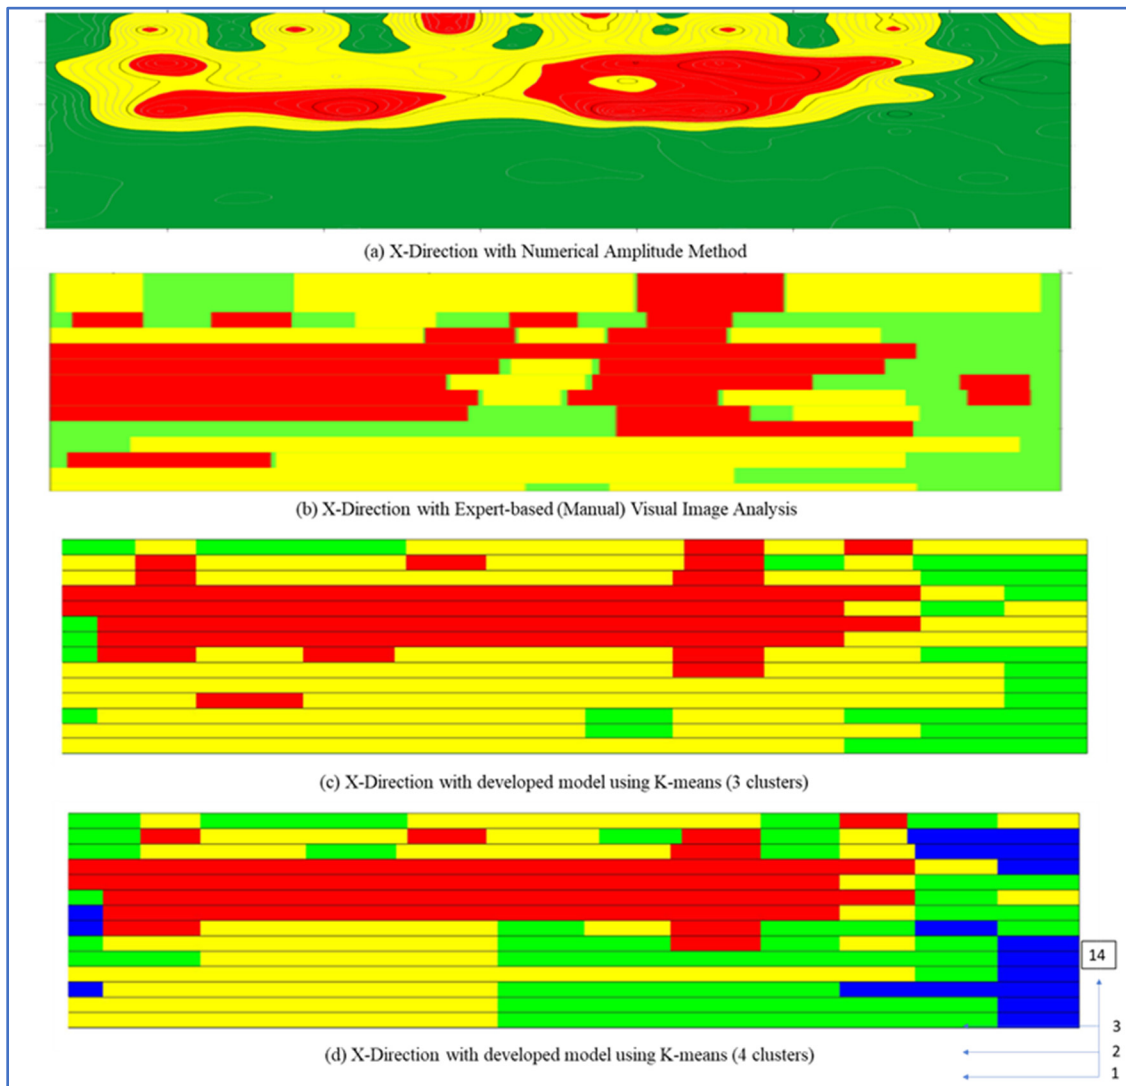 (a) X-Direction with Numerical Amplitude Method
(b) X-Direction with Expert-based (Manual) Visual Image Analysis
(c) X-Direction with developed model using K-means (3 clusters)
14
3
(d) X-Direction with developed model using K-means (4 clusters)
2
1